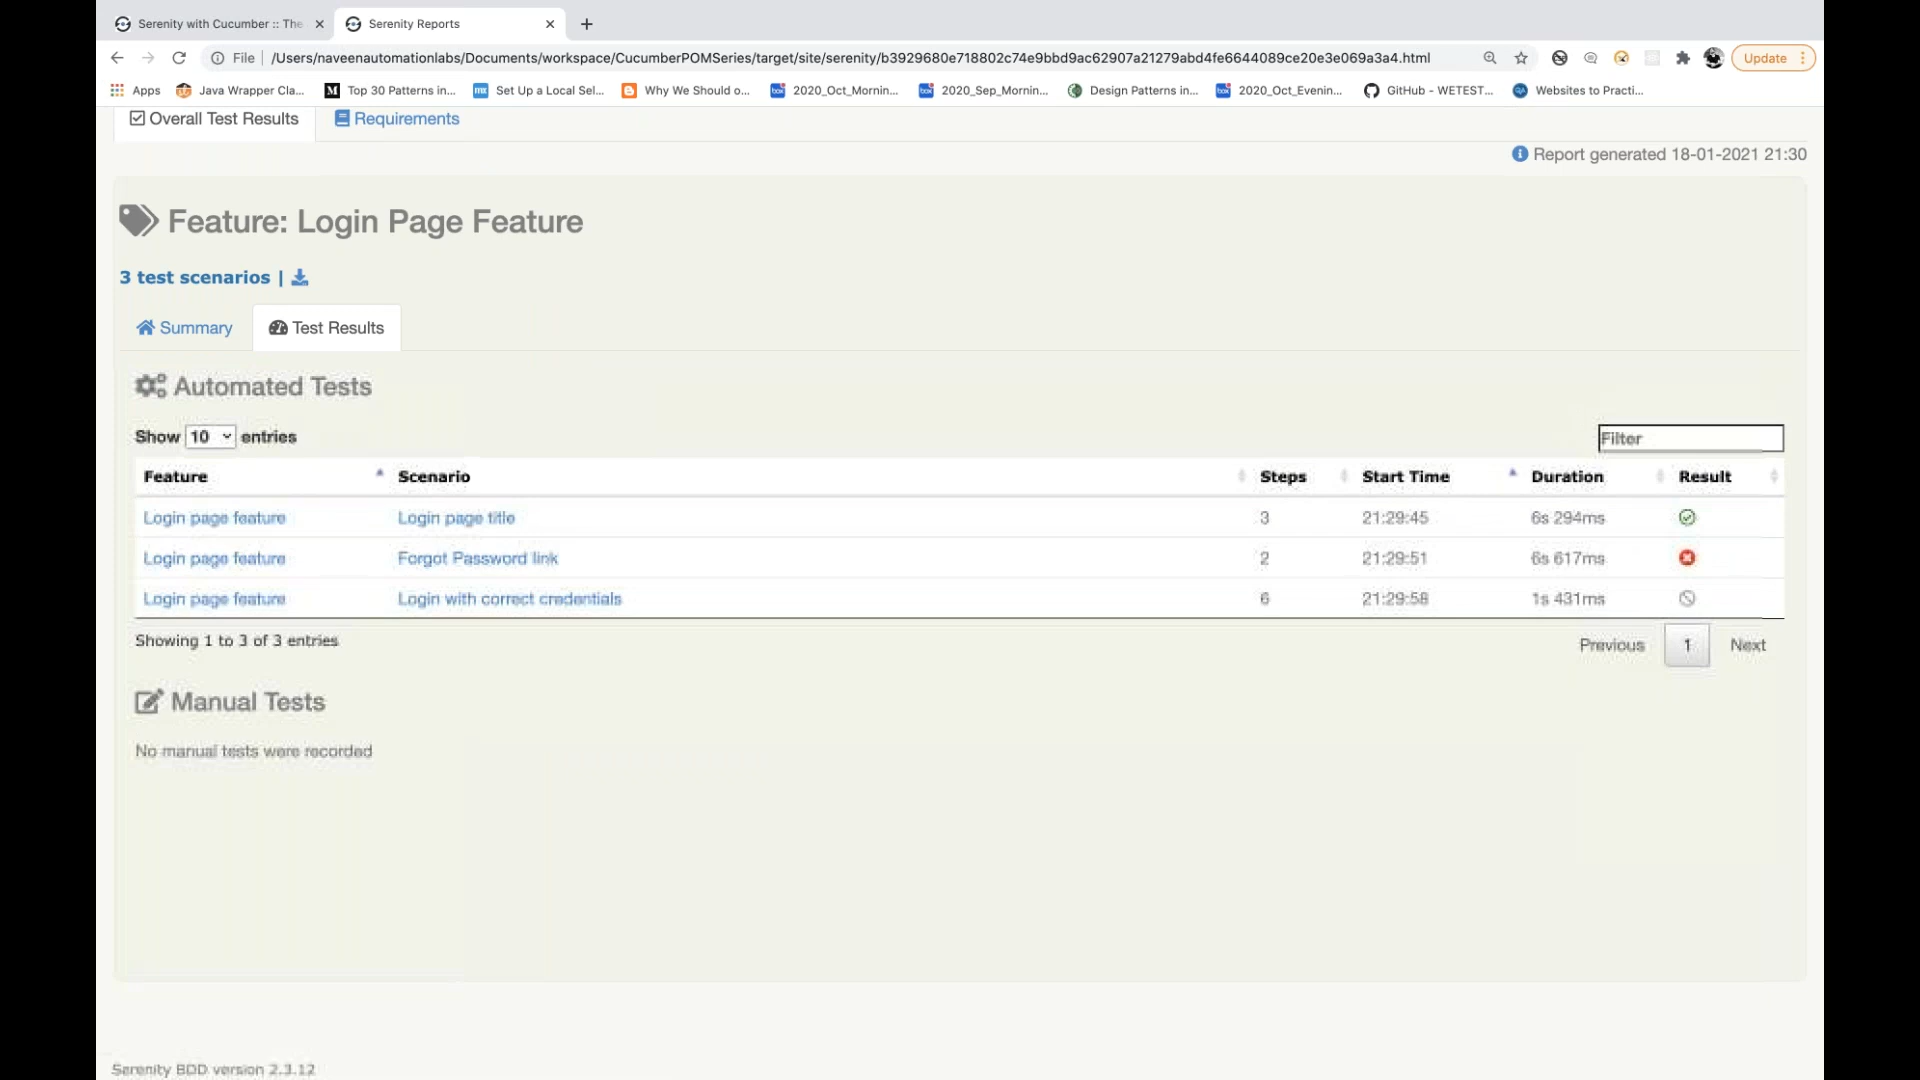 Serenity with Cucumber :: The
Serenity Reports
File /Users/naveenautomationlabs/Documents/workspace/CucumberPOMSeries/target/site/serenity/b3929680e718802c74e9bbd9ac62907a21279abd4fe6644089ce20e3e069a3a4.html Update
Apps Java Wrapper Cla... Top 30 Patterns in... Set Up a Local Sel... Why We Should o... 2020_Oct_Mornin... 2020_Sep_Mornin... Design Patterns in... 2020_Oct_Evenin... GitHub - WETEST... Websites to Practi...
Overall Test Results Requirements
Report generated 18-01-2021 21:30
Feature: Login Page Feature
3 test scenarios |
Summary Test Results
Automated Tests
Show 10 entries Filter
Feature Scenario Steps Start Time Duration Result
Login page feature Login page title 3 21:29:45 6s 294ms
Login page feature Forgot Password link 2 21:29:51 6s 617ms
Login page feature Login with correct credentials 6 21:29:58 1s 431ms
Showing 1 to 3 of 3 entries Previous 1 Next
Manual Tests
No manual tests were recorded
Serenity BDD version 2.3.12